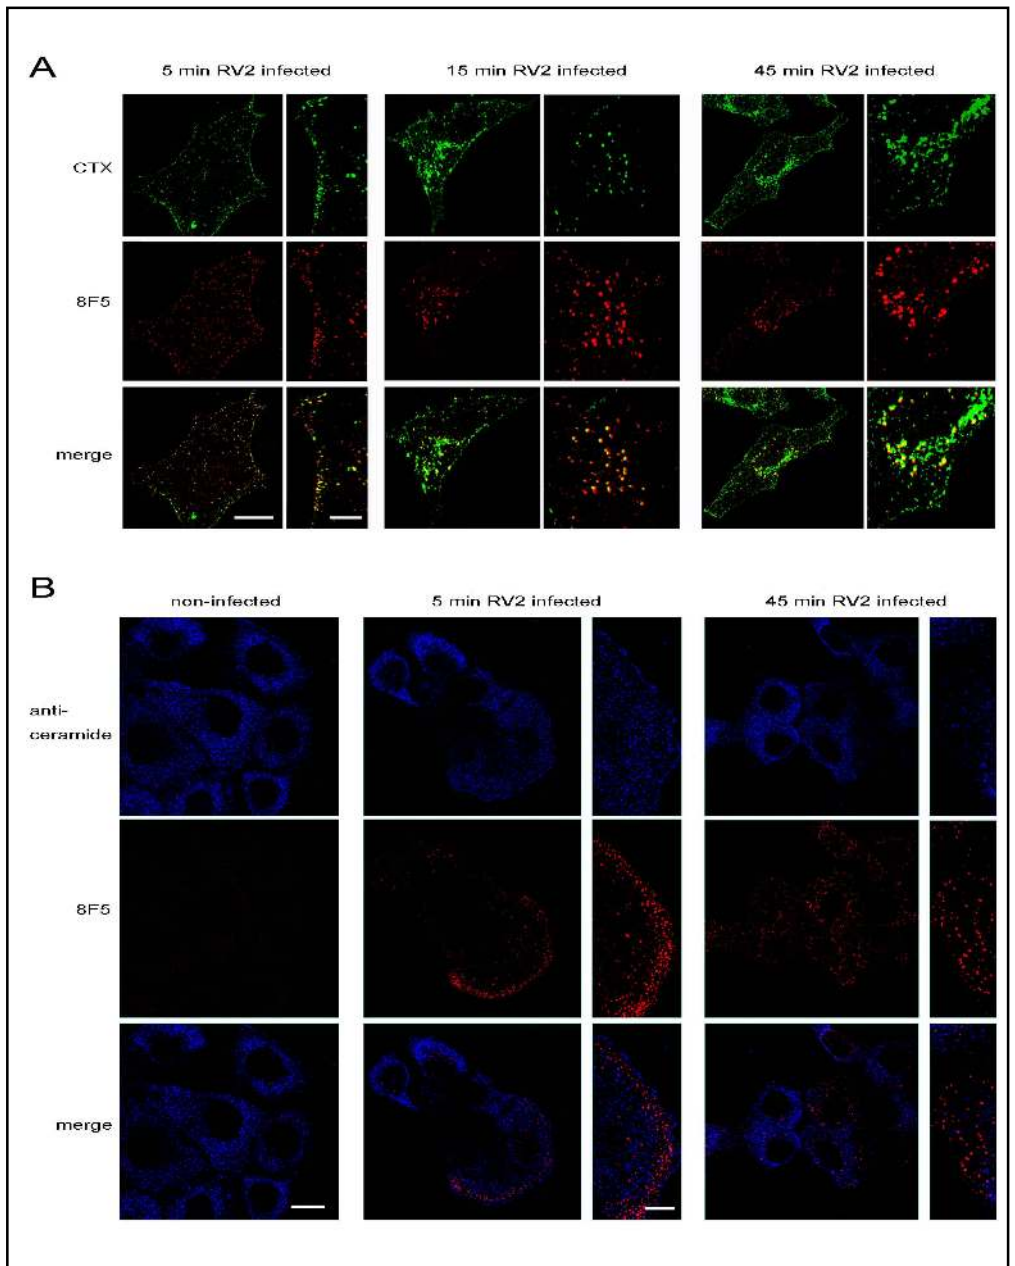 A
5 min RV2 infected
15 min RV2 infected
45 min RV2 infected
CTX
8F5
merge
B
non-infected
5 min RV2 infected
45 min RV2 infected
anti-
ceramide
8F5
merge